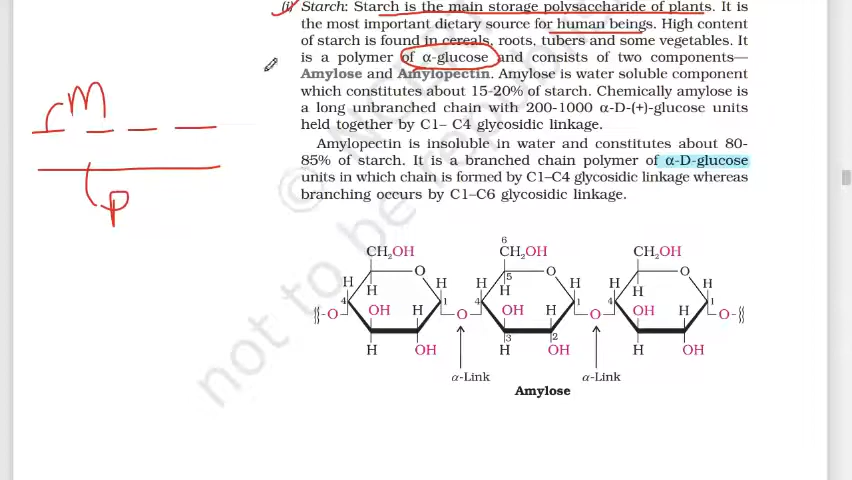 (i) Starch: Starch is the main storage polysaccharide of plants. It is
the most important dietary source for human beings. High content
of starch is found in cereals, roots, tubers and some vegetables. It
is a polymer of α-glucose and consists of two components—
Amylose and Amylopectin. Amylose is water soluble component
which constitutes about 15-20% of starch. Chemically amylose is
a long unbranched chain with 200-1000 α-D-(+)-glucose units
held together by C1– C4 glycosidic linkage.
Amylopectin is insoluble in water and constitutes about 80-
85% of starch. It is a branched chain polymer of α-D-glucose
units in which chain is formed by C1–C4 glycosidic linkage whereas
branching occurs by C1–C6 glycosidic linkage.
M
P
6
CH2OH CH2OH CH2OH
O 5 O O
H H H H H H
H H H
4 OH H 1 4 OH H 1 4 OH H 1
O O O O
3 2
H OH H OH H OH
α-Link α-Link
Amylose
not to be republ